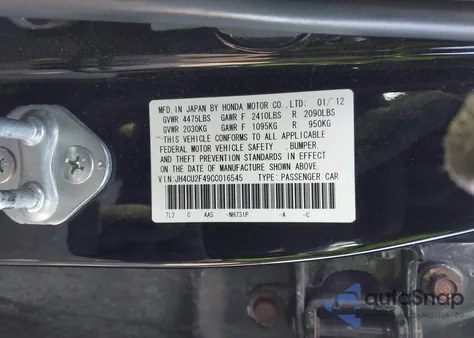 MFD. IN JAPAN BY HONDA MOTOR CO.,LTD. 01/'12
GVWR 4475LBS GAWR F 2410LBS R 2090LBS
GVWR 2030KG GAWR F 1095KG R 950KG
"THIS VEHICLE CONFORMS TO ALL APPLICABLE
FEDERAL MOTOR VEHICLE SAFETY , BUMPER,
AND THEFT PREVENTION STANDARDS IN EFFECT
ON THE DATE OF MANUFACTURE SHOWN ABOVE."
VIN:JH4CU2F49CC016545 TYPE: PASSENGER CAR
TL2 C AA5 -NH731P -A -C
autoSnap